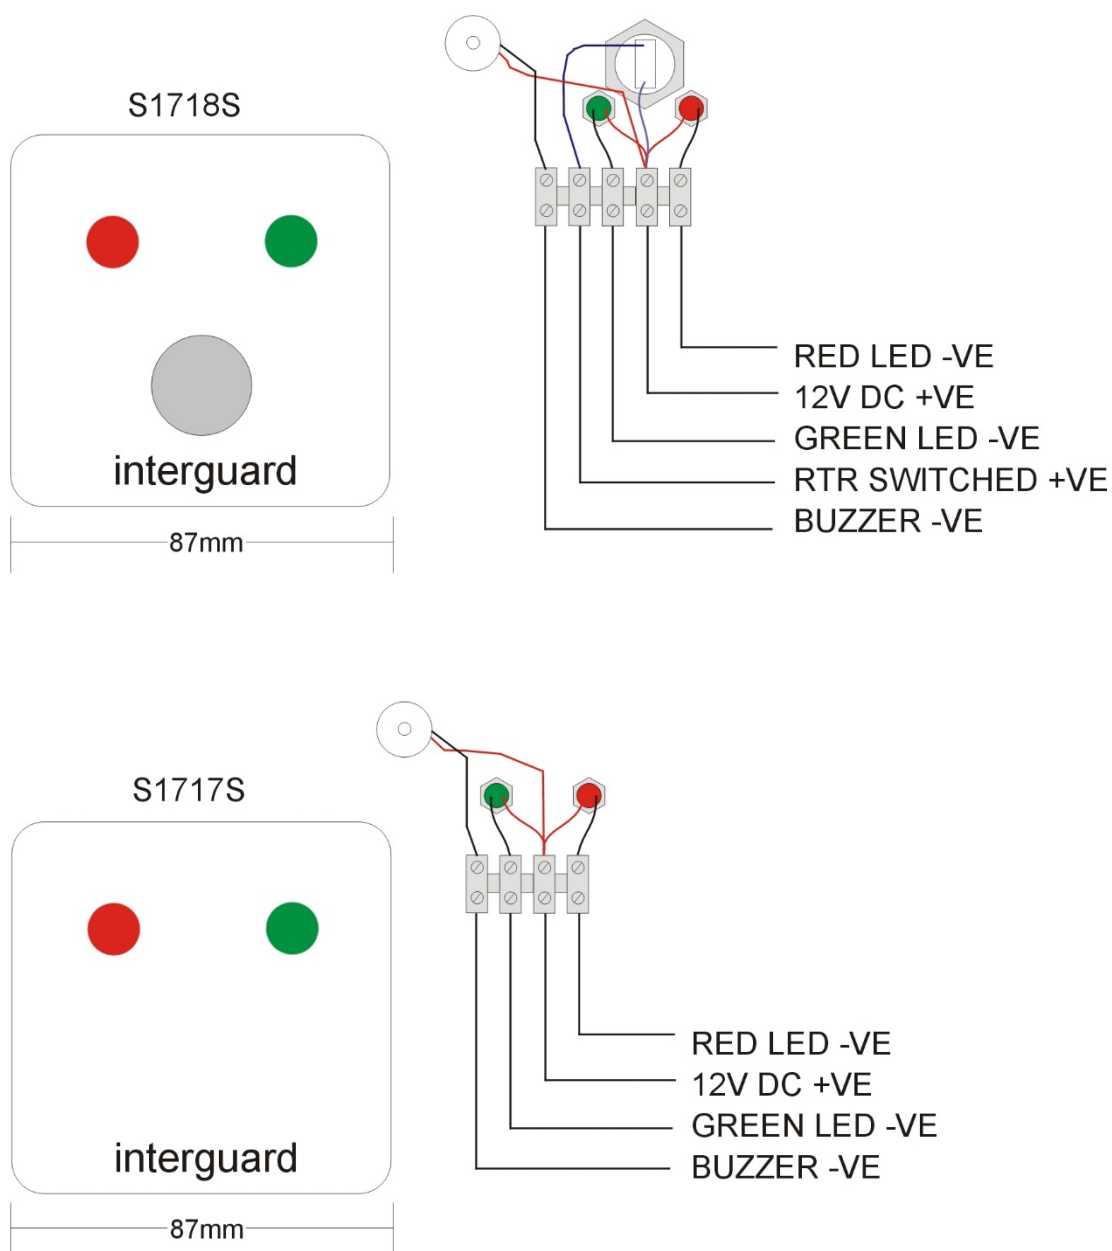 S1718S
interguard
87mm
RED LED -VE
12V DC +VE
GREEN LED -VE
RTR SWITCHED +VE
BUZZER -VE
S1717S
interguard
87mm
RED LED -VE
12V DC +VE
GREEN LED -VE
BUZZER -VE